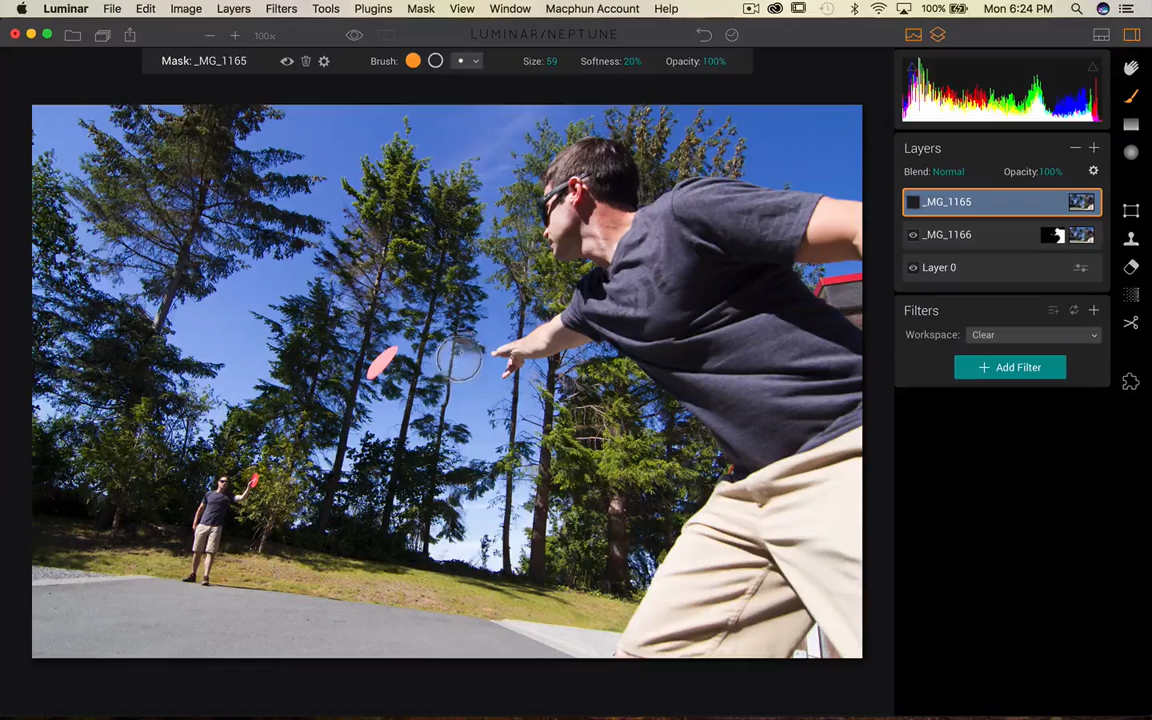 Luminar File Edit Image Layers Filters Tools Plugins Mask View Window Macphun Account Help 100% Mon 6:24 PM
100% LUMINAR/NEPTUNE
Mask: _MG_1165 Brush: Size: 59 Softness: 20% Opacity: 100%
Layers
Blend: Normal Opacity:100%
_MG_1165
_MG_1166
Layer 0
Filters
Workspace: Clear
Add Filter